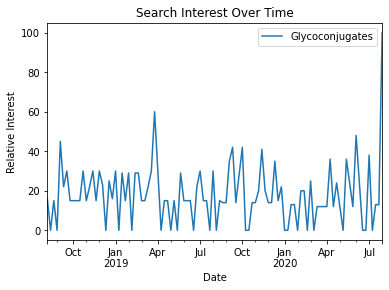 Search Interest Over Time
Glycoconjugates
Relative Interest
100
80
60
40
20
0
Oct Jan Apr Jul Oct Jan Apr Jul
2019 2020
Date